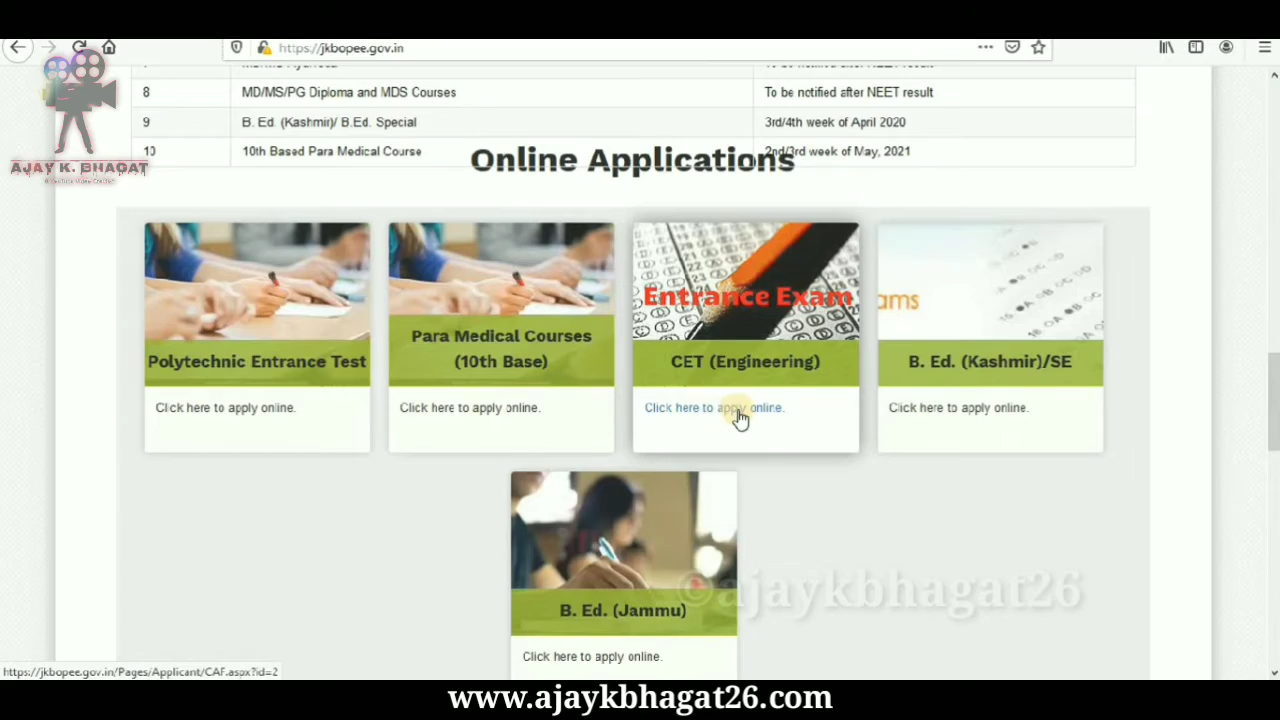 https://jkbopee.gov.in
8 MD/MS/PG Diploma and MDS Courses To be notified after NEET result
9 B. Ed. (Kashmir)/ B.Ed. Special 3rd/4th week of April 2020
10 10th Based Para Medical Course 2nd/3rd week of May, 2021
AJAY K. BHAGAT
Online Applications
Entrance Exam
ams
Polytechnic Entrance Test
Para Medical Courses
(10th Base)
CET (Engineering)
B. Ed. (Kashmir)/SE
Click here to apply online.
Click here to apply online.
Click here to apply online.
Click here to apply online.
©ajaykbhagat26
B. Ed. (Jammu)
Click here to apply online.
https://jkbopee.gov.in/Pages/Applicant/CAF.aspx?id=2
www.ajaykbhagat26.com